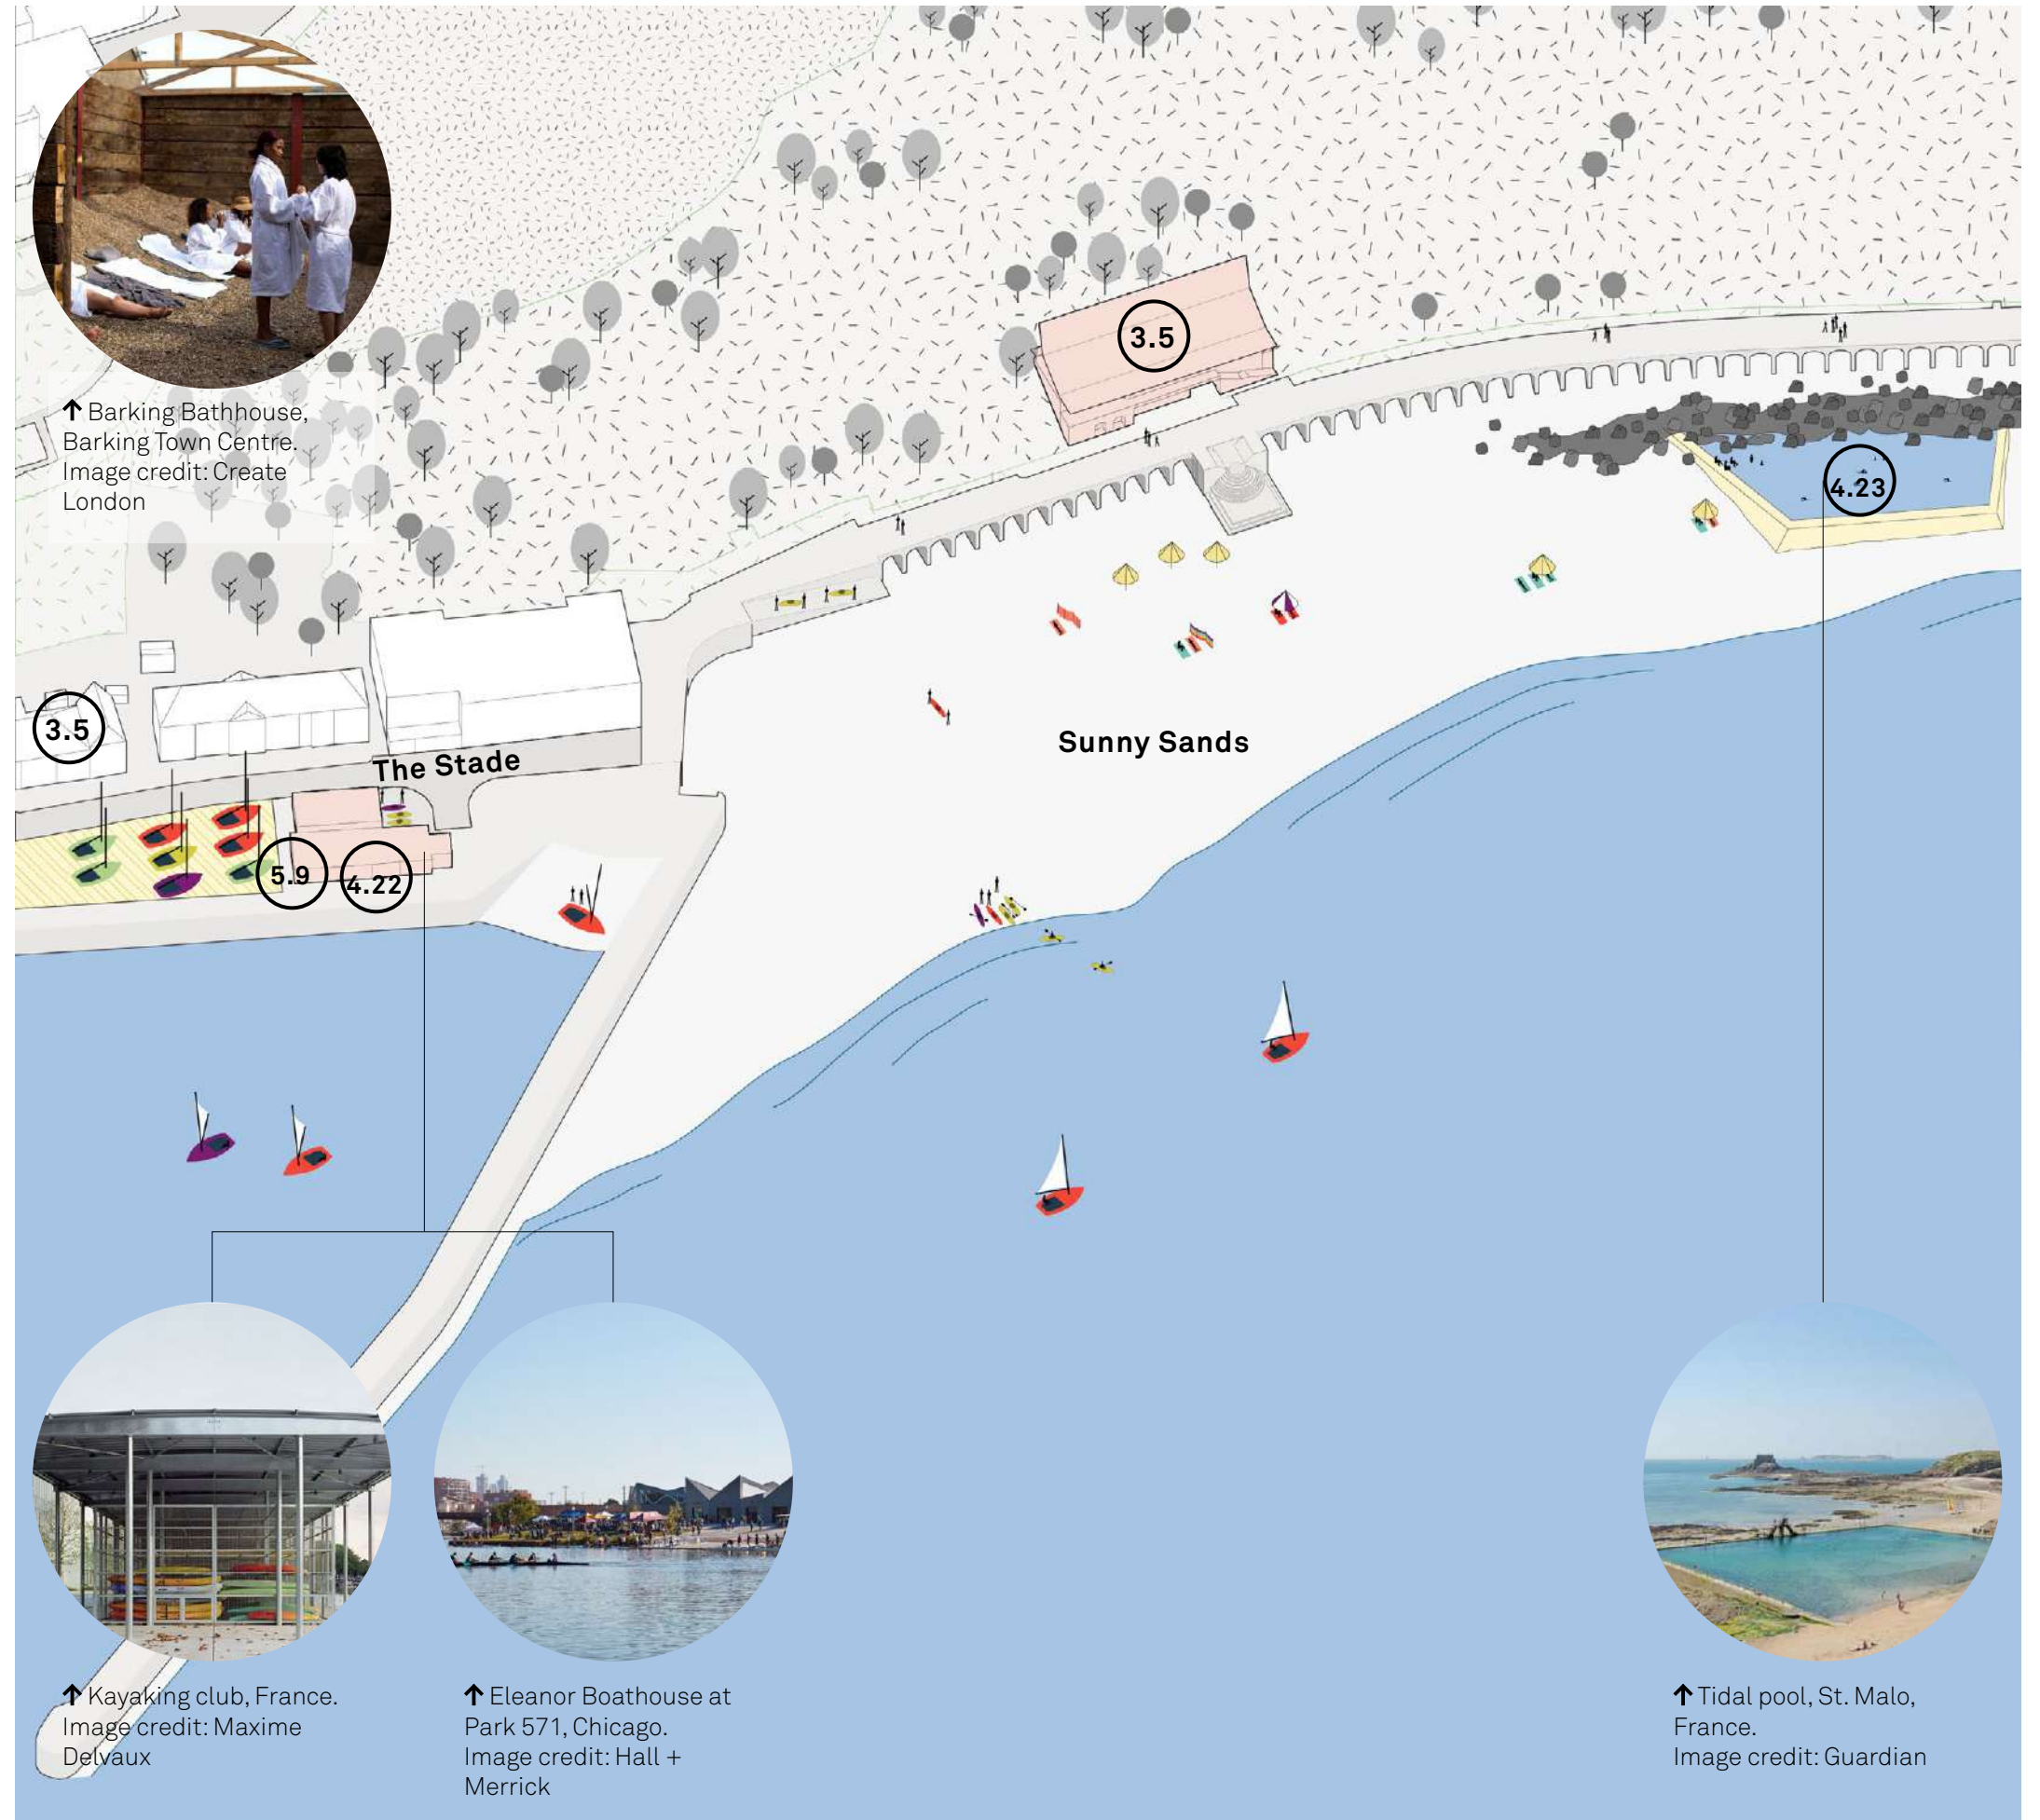 ↑ Barking Bathhouse,
Barking Town Centre.
Image credit: Create
London
3.5
4.23
3.5
Sunny Sands
The Stade
5.9
4.22
↑ Kayaking club, France.
Image credit: Maxime
Delvaux
↑ Eleanor Boathouse at
Park 571, Chicago.
Image credit: Hall +
Merrick
↑ Tidal pool, St. Malo,
France.
Image credit: Guardian